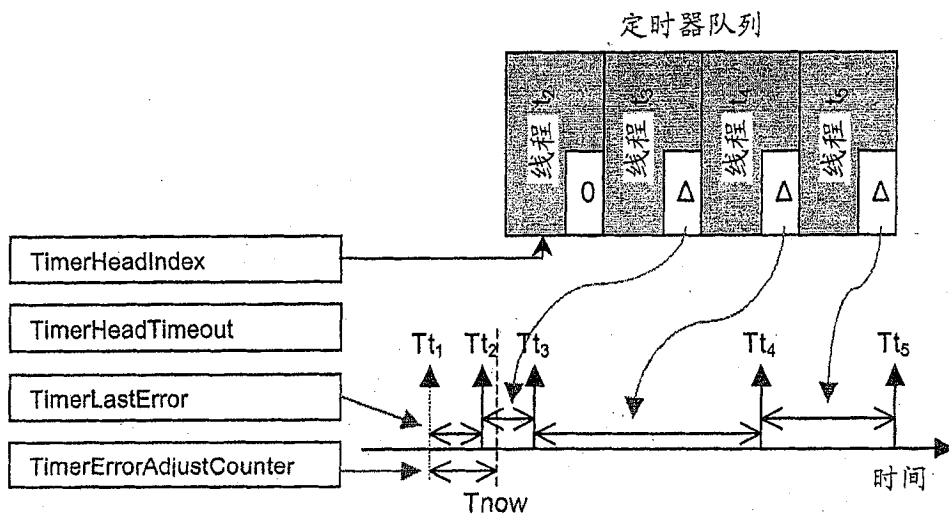 定时器队列
线程 t₂
线程 t₃
线程 t₄
线程 t₅
0
Δ
Δ
Δ
TimerHeadIndex
TimerHeadTimeout
TimerLastError
TimerErrorAdjustCounter
Tt₁
Tt₂
Tt₃
Tt₄
Tt₅
时间
Tnow